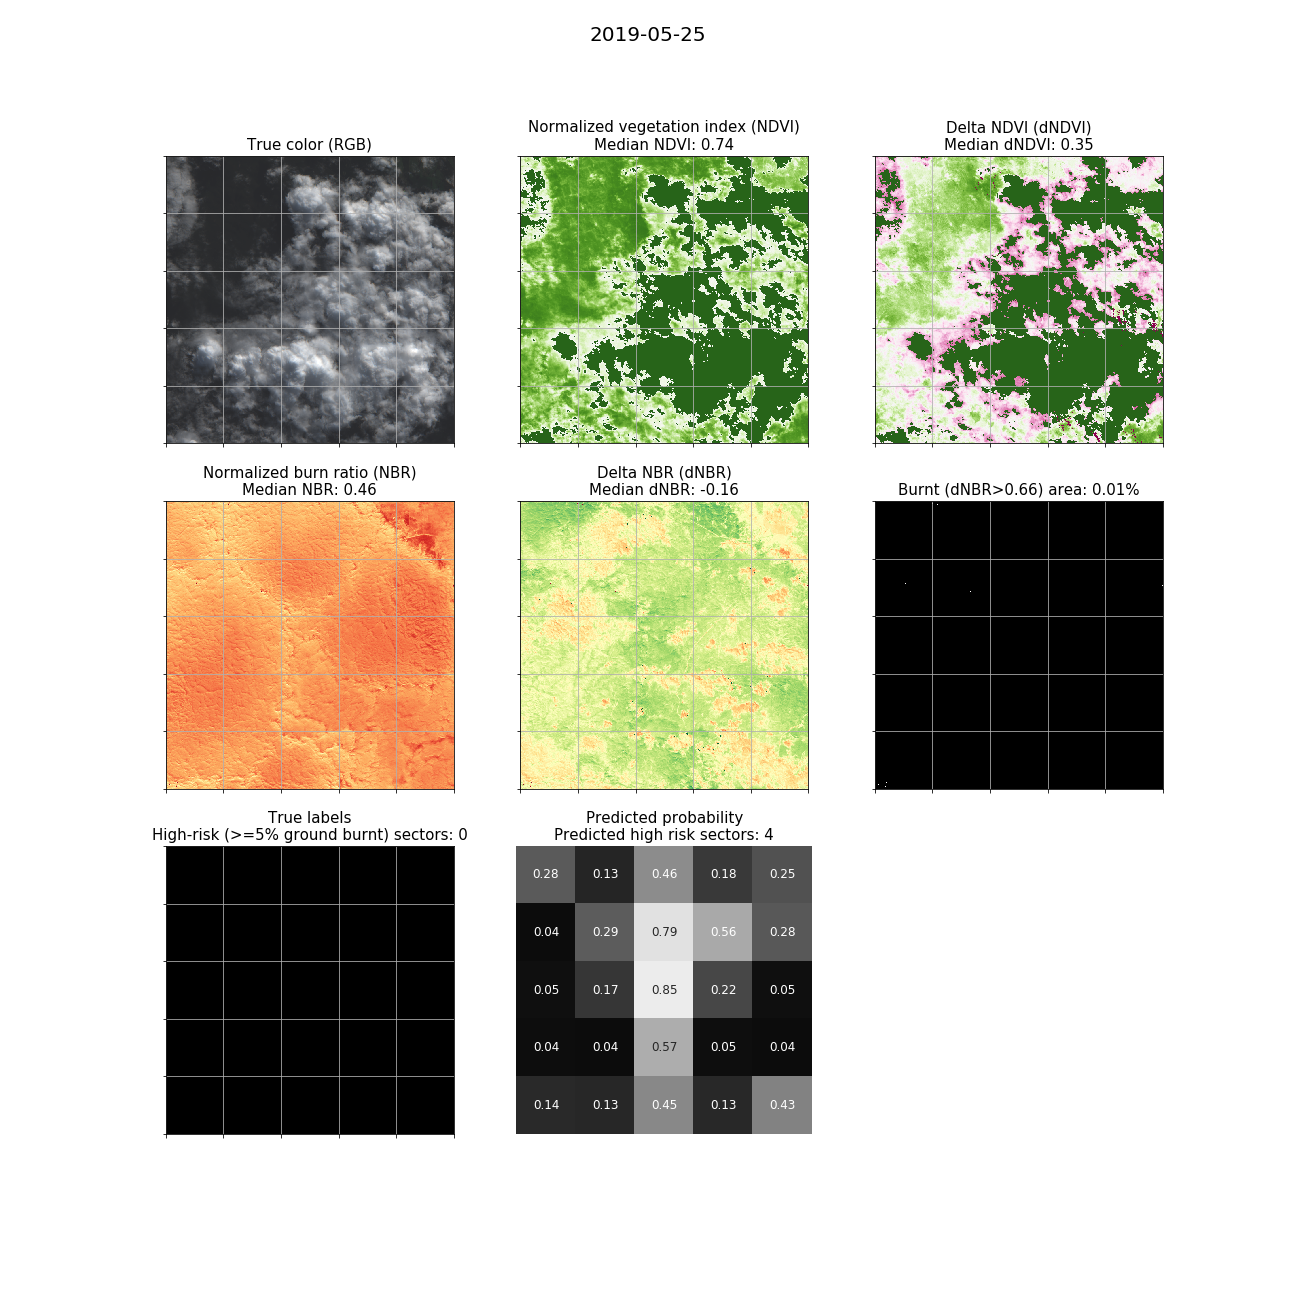 2019-05-25
True color (RGB)
Normalized vegetation index (NDVI)
Median NDVI: 0.74
Delta NDVI (dNDVI)
Median dNDVI: 0.35
Normalized burn ratio (NBR)
Median NBR: 0.46
Delta NBR (dNBR)
Median dNBR: -0.16
Burnt (dNBR>0.66) area: 0.01%
True labels
High-risk (>=5% ground burnt) sectors: 0
Predicted probability
Predicted high risk sectors: 4
0.28 0.13 0.46 0.18 0.25
0.04 0.29 0.79 0.56 0.28
0.05 0.17 0.85 0.22 0.05
0.04 0.04 0.57 0.05 0.04
0.14 0.13 0.45 0.13 0.43